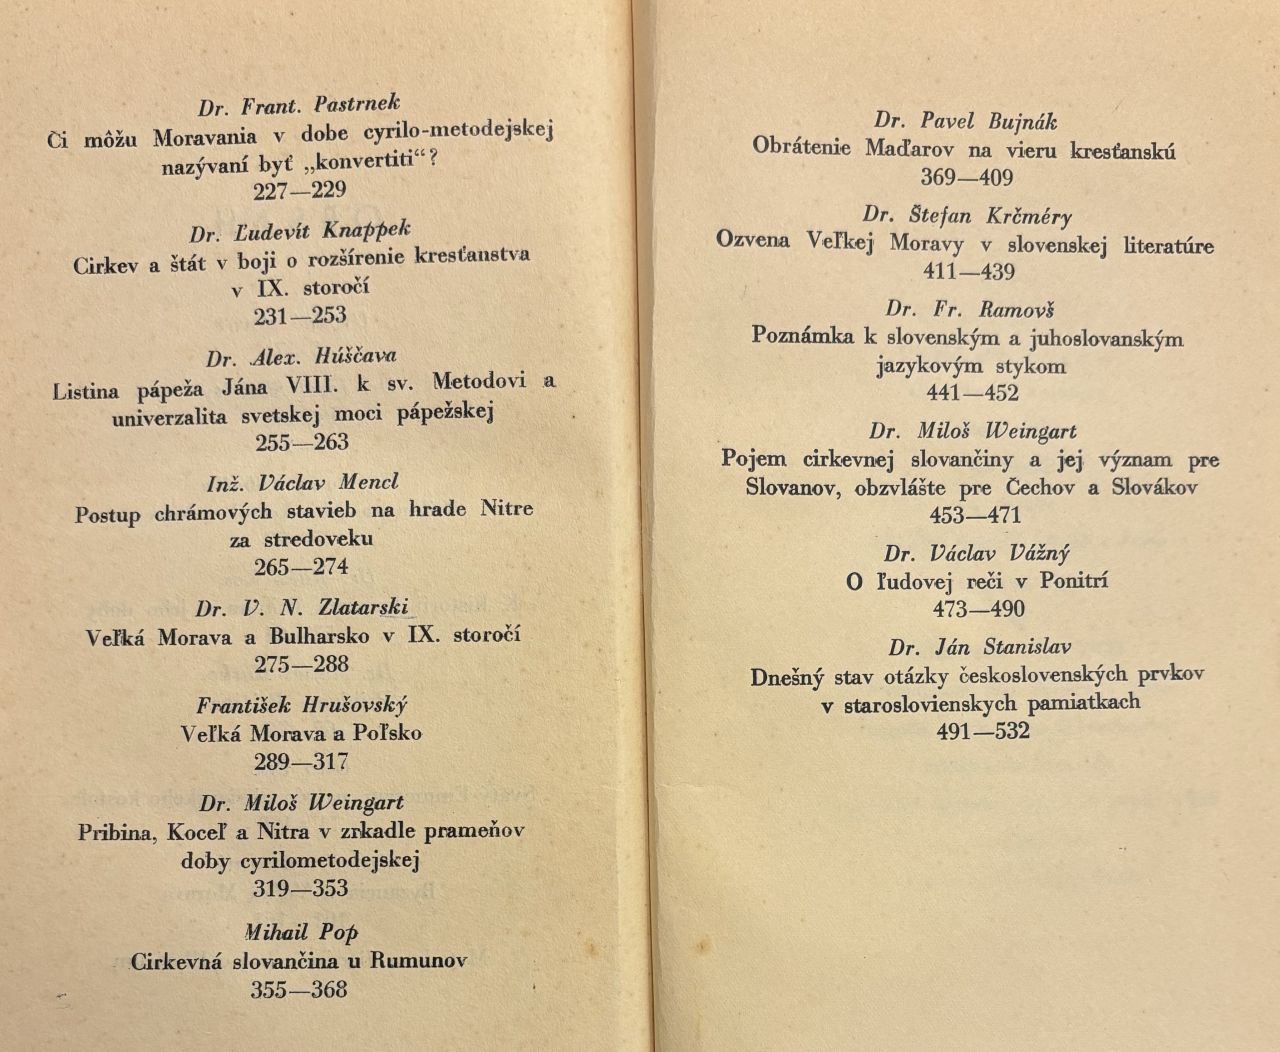 Dr. Frant. Pastrnek
Či môžu Moravania v dobe cyrilo-metodejskej
nazývaní byť „konvertiti“?
227—229
Dr. Ľudevít Knappek
Cirkev a štát v boji o rozšírenie kresťanstva
v IX. storočí
231—253
Dr. Alex. Húščava
Listina pápeža Jána VIII. k sv. Metodovi a
univerzalita svetskej moci pápežskej
255—263
Inž. Václav Mencl
Postup chrámových stavieb na hrade Nitre
za stredoveku
265—274
Dr. V. N. Zlatarski
Veľká Morava a Bulharsko v IX. storočí
275—288
František Hrušovský
Veľká Morava a Poľsko
289—317
Dr. Miloš Weingart
Pribina, Koceľ a Nitra v zrkadle prameňov
doby cyrilometodejskej
319—353
Mihail Pop
Cirkevná slovančina u Rumunov
355—368
Dr. Pavel Bujnák
Obrátenie Maďarov na vieru kresťanskú
369—409
Dr. Štefan Krčméry
Ozvena Veľkej Moravy v slovenskej literatúre
411—439
Dr. Fr. Ramovš
Poznámka k slovenským a juhoslovanským
jazykovým stykom
441—452
Dr. Miloš Weingart
Pojem cirkevnej slovančiny a jej význam pre
Slovanov, obzvlášte pre Čechov a Slovákov
453—471
Dr. Václav Vážný
O ľudovej reči v Ponitrí
473—490
Dr. Ján Stanislav
Dnešný stav otázky československých prvkov
v staroslovienskych pamiatkach
491—532